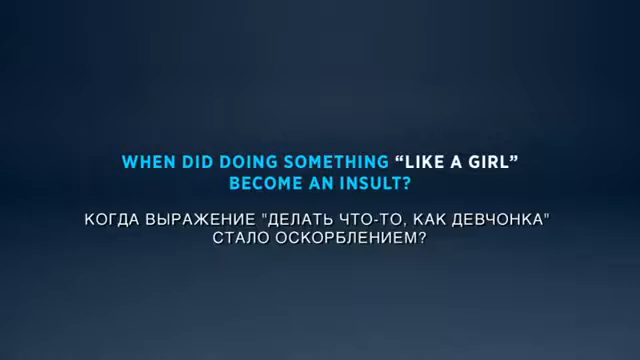 WHEN DID DOING SOMETHING “LIKE A GIRL”
BECOME AN INSULT?
КОГДА ВЫРАЖЕНИЕ "ДЕЛАТЬ ЧТО-ТО, КАК ДЕВЧОНКА"
СТАЛО ОСКОРБЛЕНИЕМ?